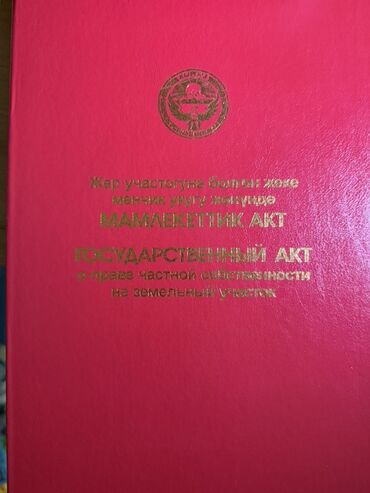 Жер участогуна болгон жеке
менчик укугу жөнүндө
МАМЛЕКЕТТИК АКТ
ГОСУДАРСТВЕННЫЙ АКТ
о праве частной собственности
на земельный участок